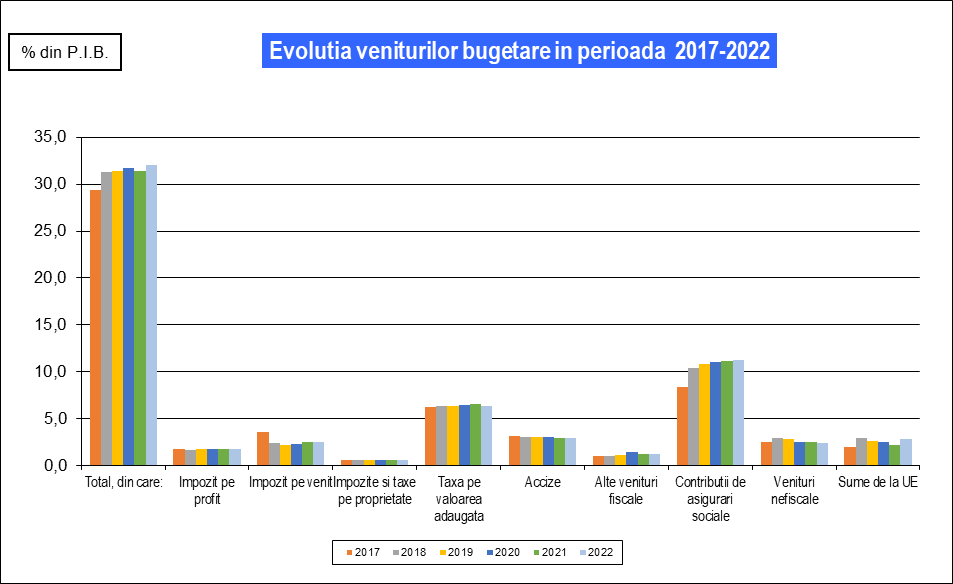 % din P.I.B.
Evolutia veniturilor bugetare in perioada 2017-2022
35,0
30,0
25,0
20,0
15,0
10,0
5,0
0,0
Total, din care:
Impozit pe
profit
Impozit pe venit
Impozite si taxe
pe proprietate
Taxa pe
valoarea
adaugata
Accize
Alte venituri
fiscale
Contributii de
asigurari
sociale
Venituri
nefiscale
Sume de la UE
2017 2018 2019 2020 2021 2022